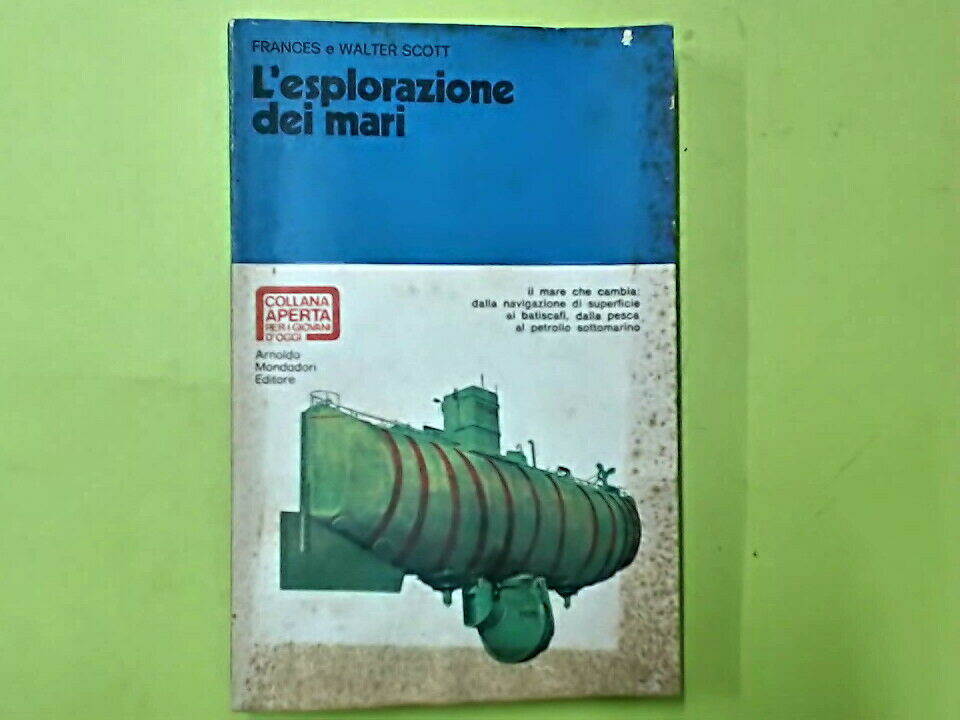 FRANCES e WALTER SCOTT
L'esplorazione
dei mari
COLLANA
APERTA
PER I GIOVANI
D'OGGI
Arnoldo
Mondadori
Editore
il mare che cambia:
dalla navigazione di superficie
ai batiscafi, dalla pesca
al petrolio sottomarino